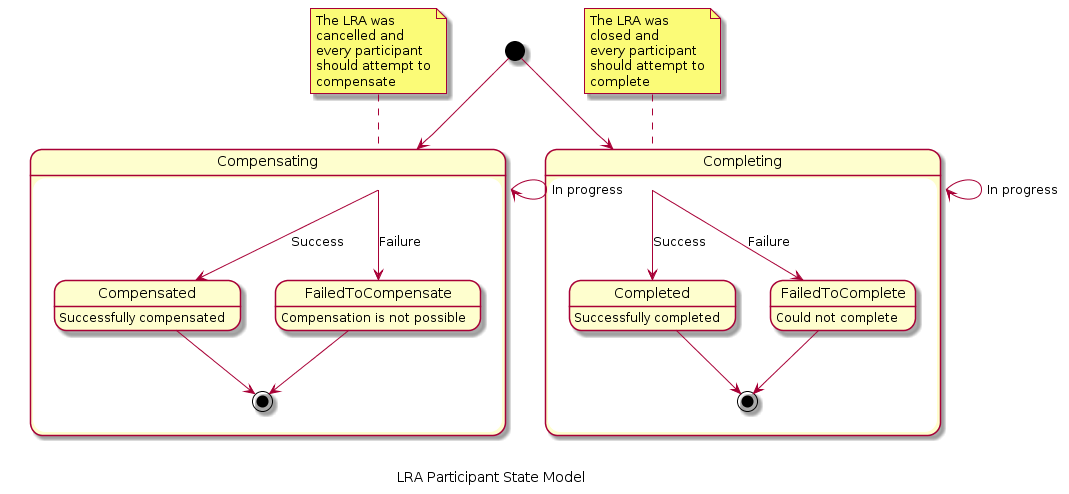 The LRA was
cancelled and
every participant
should attempt to
compensate
The LRA was
closed and
every participant
should attempt to
complete
Compensating
In progress
Success
Failure
Compensated
Successfully compensated
FailedToCompensate
Compensation is not possible
Completing
In progress
Success
Failure
Completed
Successfully completed
FailedToComplete
Could not complete
LRA Participant State Model